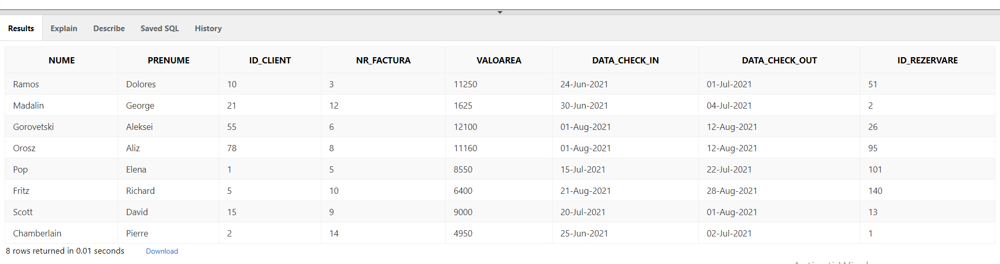 Results Explain Describe Saved SQL History
NUME PRENUME ID_CLIENT NR_FACTURA VALOAREA DATA_CHECK_IN DATA_CHECK_OUT ID_REZERVARE
Ramos Dolores 10 3 11250 24-Jun-2021 01-Jul-2021 51
Madalin George 21 12 1625 30-Jun-2021 04-Jul-2021 2
Gorovetski Aleksei 55 6 12100 01-Aug-2021 12-Aug-2021 26
Orosz Aliz 78 8 11160 01-Aug-2021 12-Aug-2021 95
Pop Elena 1 5 8550 15-Jul-2021 22-Jul-2021 101
Fritz Richard 5 10 6400 21-Aug-2021 28-Aug-2021 140
Scott David 15 9 9000 20-Jul-2021 01-Aug-2021 13
Chamberlain Pierre 2 14 4950 25-Jun-2021 02-Jul-2021 1
8 rows returned in 0.01 seconds Download